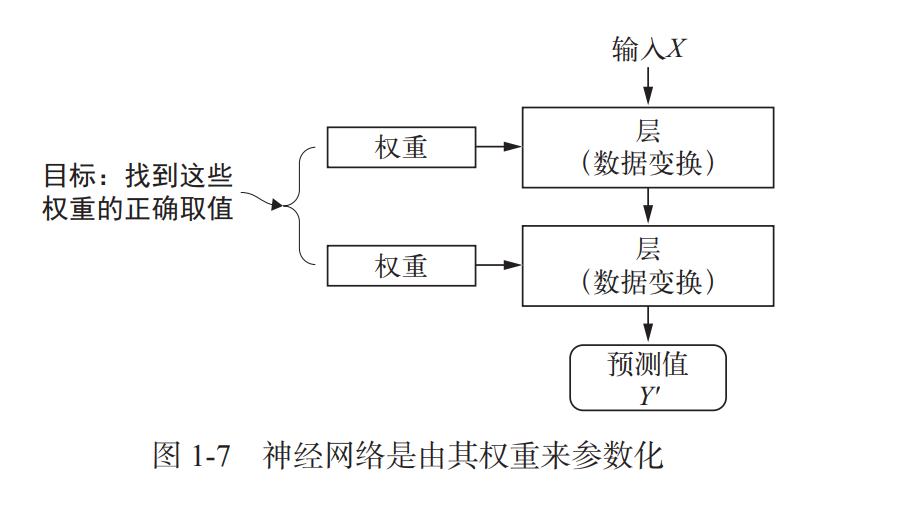 输入X
权重
层
（数据变换）
目标：找到这些
权重的正确取值
权重
层
（数据变换）
预测值
Y′
图 1-7 神经网络是由其权重来参数化